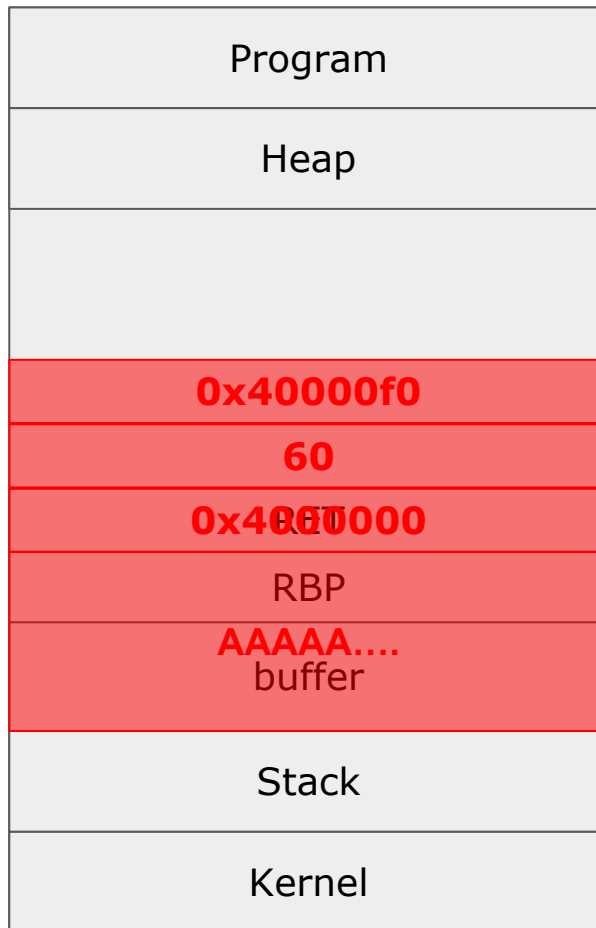 Program
Heap
0x40000f0
60
0x4000000
RET
RBP
AAAAA....
buffer
Stack
Kernel